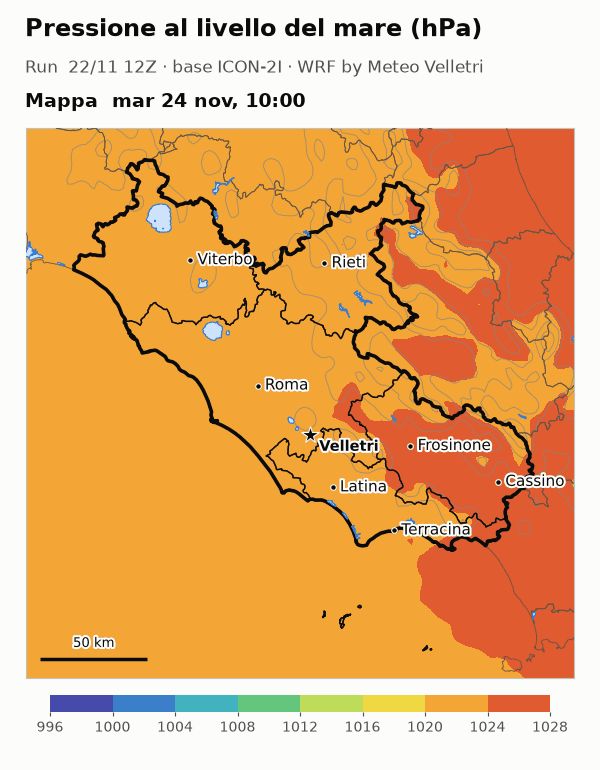 Pressione al livello del mare (hPa)
Run  22/11 12Z · base ICON-2I · WRF by Meteo Velletri
Mappa  mar 24 nov, 10:00
Viterbo
Rieti
Roma
Velletri
Frosinone
Cassino
Latina
Terracina
50 km
996 1000 1004 1008 1012 1016 1020 1024 1028